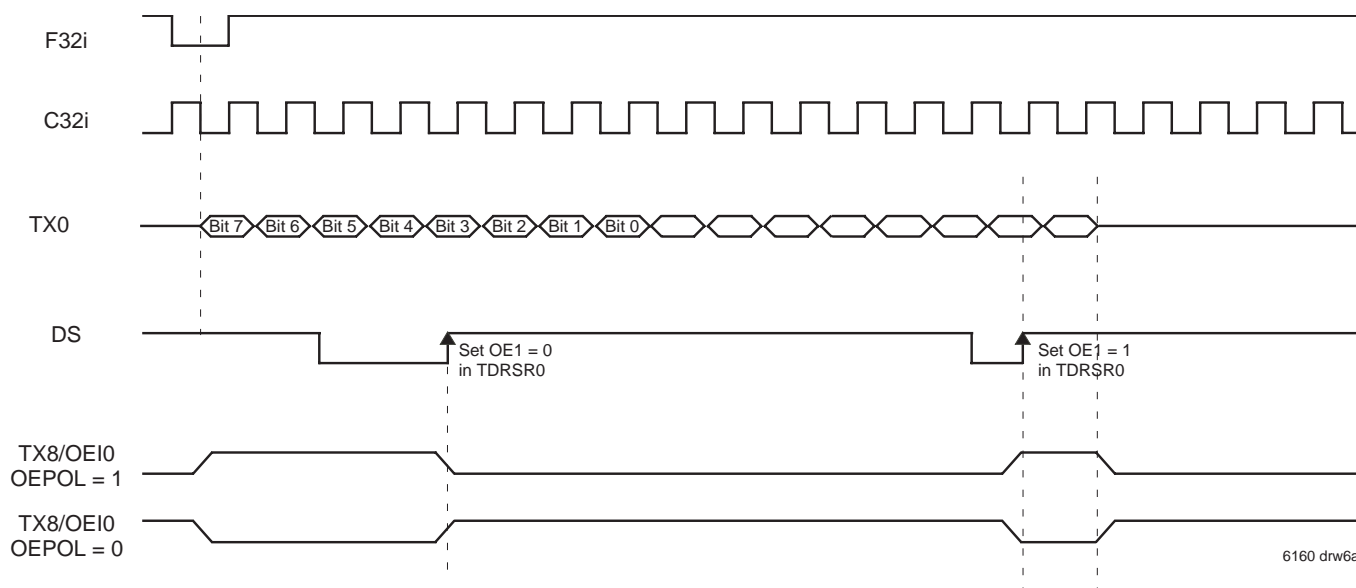 F32i
C32i
TX0
Bit 7 Bit 6 Bit 5 Bit 4 Bit 3 Bit 2 Bit 1 Bit 0
DS
Set OE1 = 0
in TDRSR0
Set OE1 = 1
in TDRSR0
TX8/OEI0
OEPOL = 1
TX8/OEI0
OEPOL = 0
6160 drw6a